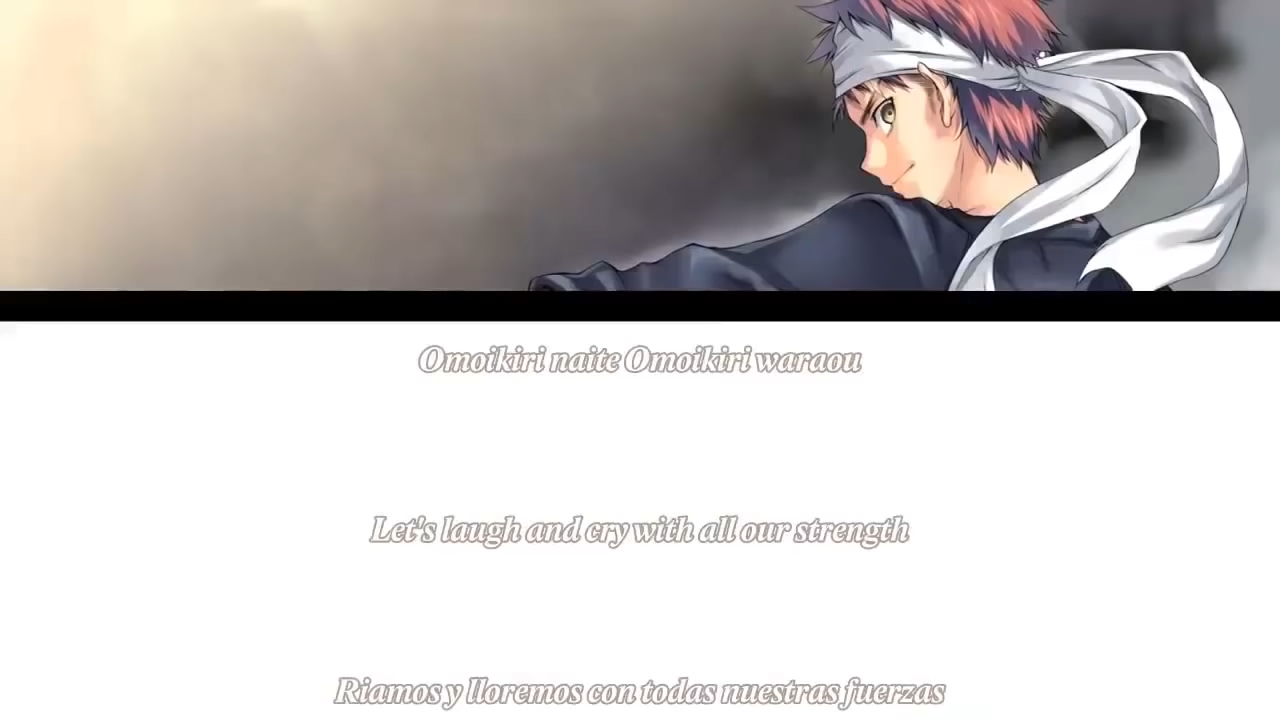 Omoikiri naite Omoikiri waraou
Let's laugh and cry with all our strength
Riamos y lloremos con todas nuestras fuerzas